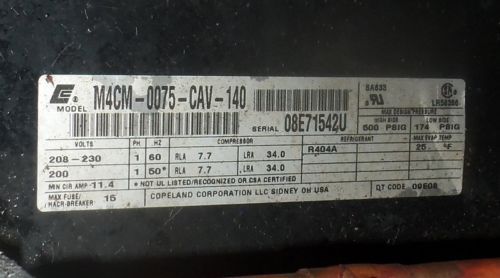 MODEL M4CM-0075-CAV-140
SERIAL 08E71542U
SA633
LR58386
MAX DESIGN PRESSURE
HIGH SIDE LOW SIDE
500 PSIG 174 PSIG
VOLTS PH HZ COMPRESSOR REFRIGERANT MAX EVAP TEMP
208-230 1 60 RLA 7.7 LRA 34.0 R404A 25 °F
200 1 50* RLA 7.7 LRA 34.0
MIN CIR AMP 11.4 * NOT UL LISTED/RECOGNIZED OR CSA CERTIFIED
MAX FUSE/
HACR-BREAKER 15 COPELAND CORPORATION LLC SIDNEY OH USA QT CODE 09E08